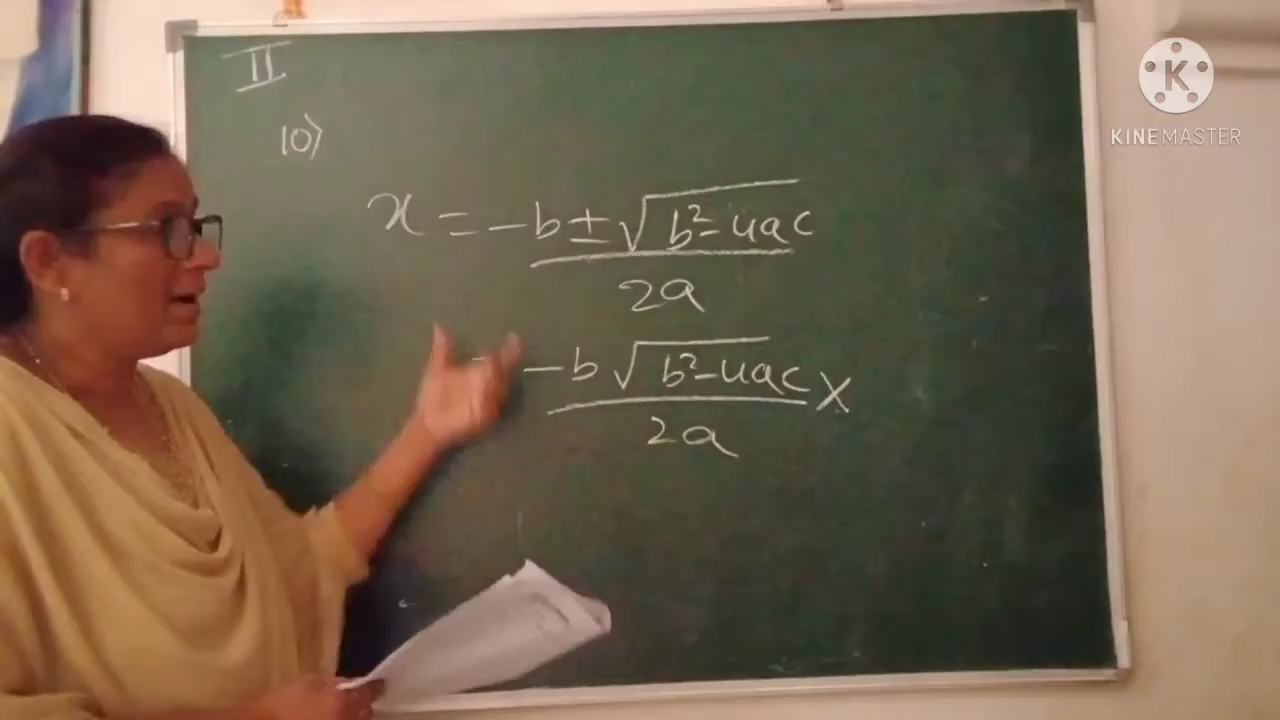 II
10)
x = -b ± √b² - 4ac
2a
= -b √b² - 4ac X
2a
K
KINEMASTER